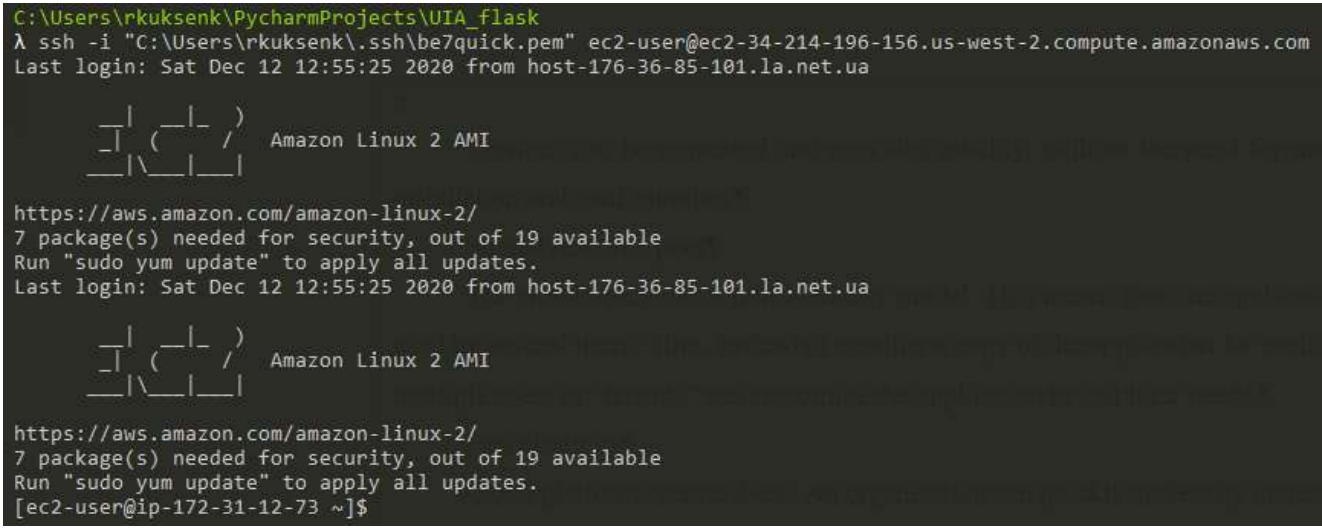 C:\Users\rkuksenk\PycharmProjects\UIA_flask
λ ssh -i "C:\Users\rkuksenk\.ssh\be7quick.pem" ec2-user@ec2-34-214-196-156.us-west-2.compute.amazonaws.com
Last login: Sat Dec 12 12:55:25 2020 from host-176-36-85-101.la.net.ua
       __|  __|_  )
       _|  (     /   Amazon Linux 2 AMI
      ___|\___|___|
https://aws.amazon.com/amazon-linux-2/
7 package(s) needed for security, out of 19 available
Run "sudo yum update" to apply all updates.
Last login: Sat Dec 12 12:55:25 2020 from host-176-36-85-101.la.net.ua
       __|  __|_  )
       _|  (     /   Amazon Linux 2 AMI
      ___|\___|___|
https://aws.amazon.com/amazon-linux-2/
7 package(s) needed for security, out of 19 available
Run "sudo yum update" to apply all updates.
[ec2-user@ip-172-31-12-73 ~]$